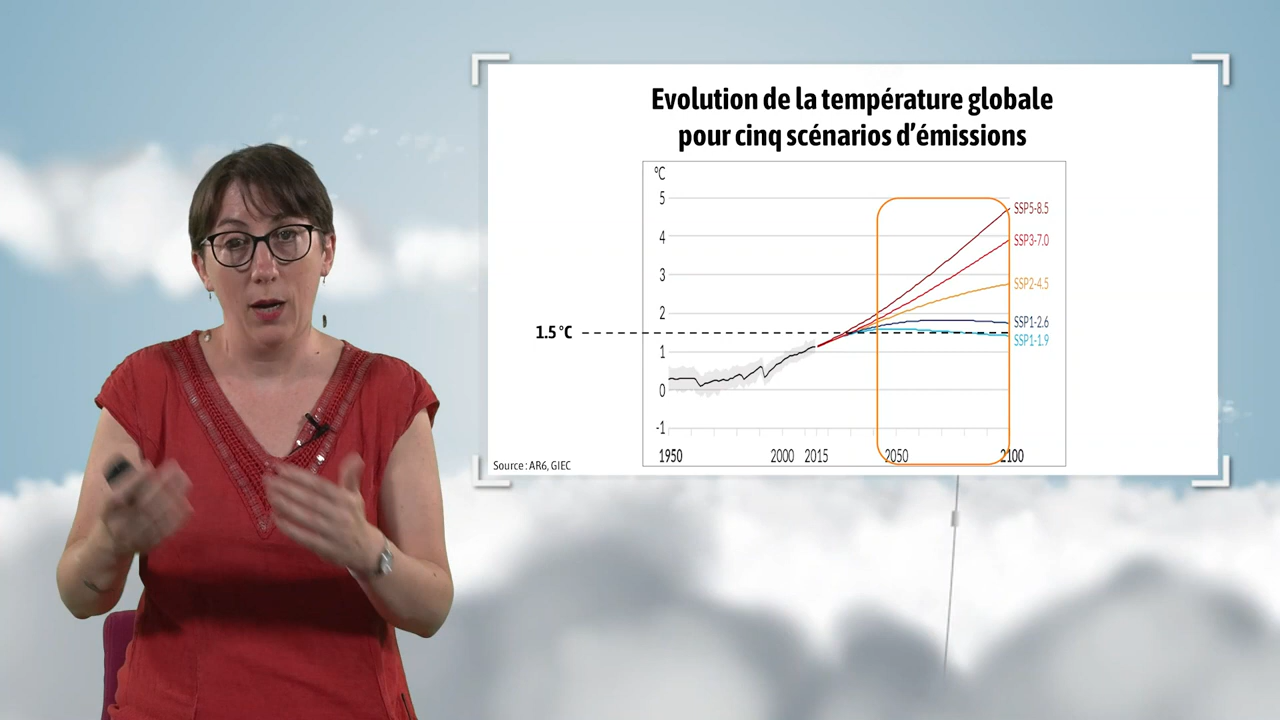 Evolution de la température globale
pour cinq scénarios d’émissions
°C
5
4
3
2
1
0
-1
1.5 °C
SSP5-8.5
SSP3-7.0
SSP2-4.5
SSP1-2.6
SSP1-1.9
1950
2000
2015
2050
2100
Source : AR6, GIEC